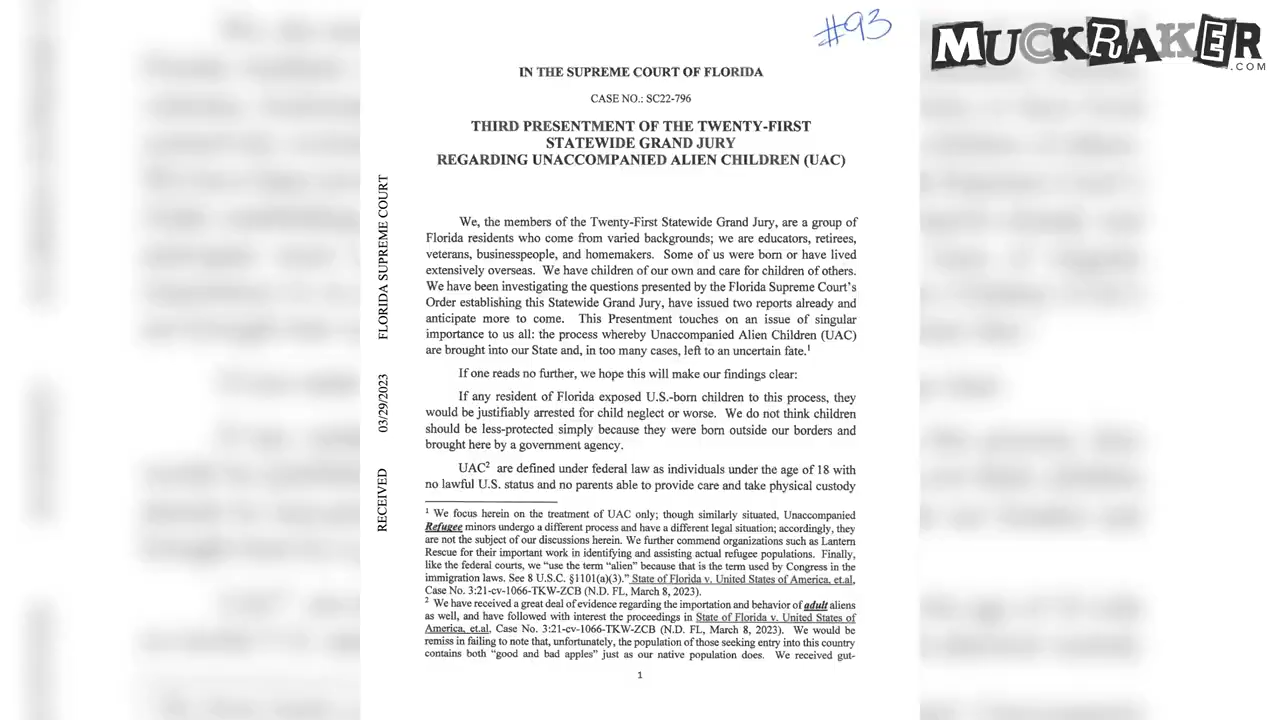 #93
MUCKRAKER
.COM
IN THE SUPREME COURT OF FLORIDA
CASE NO.: SC22-796
THIRD PRESENTMENT OF THE TWENTY-FIRST
STATEWIDE GRAND JURY
REGARDING UNACCOMPANIED ALIEN CHILDREN (UAC)
We, the members of the Twenty-First Statewide Grand Jury, are a group of
Florida residents who come from varied backgrounds; we are educators, retirees,
veterans, businesspeople, and homemakers. Some of us were born or have lived
extensively overseas. We have children of our own and care for children of others.
We have been investigating the questions presented by the Florida Supreme Court's
Order establishing this Statewide Grand Jury, have issued two reports already and
anticipate more to come. This Presentment touches on an issue of singular
importance to us all: the process whereby Unaccompanied Alien Children (UAC)
are brought into our State and, in too many cases, left to an uncertain fate.¹
If one reads no further, we hope this will make our findings clear:
If any resident of Florida exposed U.S.-born children to this process, they
would be justifiably arrested for child neglect or worse. We do not think children
should be less-protected simply because they were born outside our borders and
brought here by a government agency.
UAC² are defined under federal law as individuals under the age of 18 with
no lawful U.S. status and no parents able to provide care and take physical custody
¹ We focus herein on the treatment of UAC only; though similarly situated, Unaccompanied
Refugee minors undergo a different process and have a different legal situation; accordingly, they
are not the subject of our discussions herein. We further commend organizations such as Lantern
Rescue for their important work in identifying and assisting actual refugee populations. Finally,
like the federal courts, we "use the term "alien" because that is the term used by Congress in the
immigration laws. See 8 U.S.C. §1101(a)(3)." State of Florida v. United States of America, et.al,
Case No. 3:21-cv-1066-TKW-ZCB (N.D. FL, March 8, 2023).
² We have received a great deal of evidence regarding the importation and behavior of adult aliens
as well, and have followed with interest the proceedings in State of Florida v. United States of
America, et.al, Case No. 3:21-cv-1066-TKW-ZCB (N.D. FL, March 8, 2023). We would be
remiss in failing to note that, unfortunately, the population of those seeking entry into this country
contains both "good and bad apples" just as our native population does. We received gut-
1
RECEIVED 03/29/2023 FLORIDA SUPREME COURT